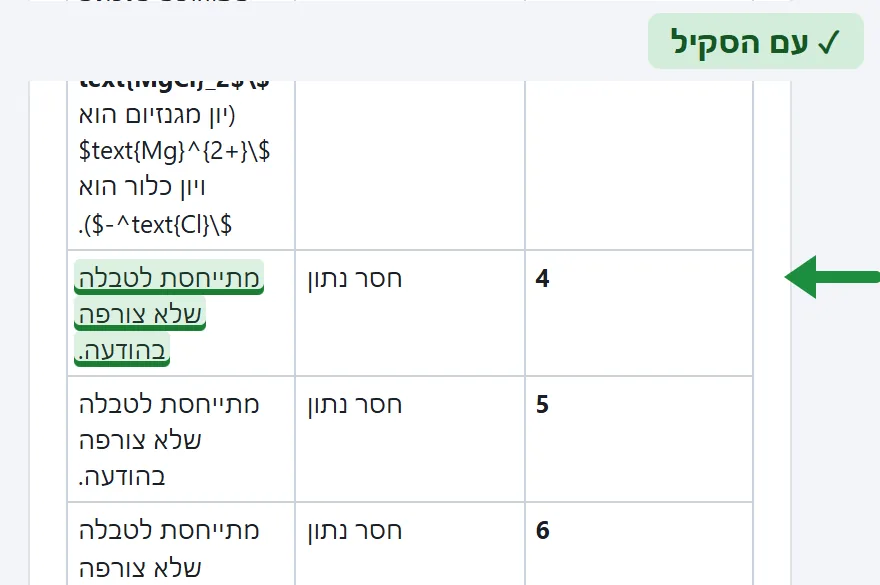 ✓ עם הסקיל
$\text{MgCl}_2$
(יון מגנזיום הוא
$\text{Mg}^{2+}$
ויון כלור הוא
$\text{Cl}^-$).
4 חסר נתון מתייחסת לטבלה
שלא צורפה
בהודעה.
5 חסר נתון מתייחסת לטבלה
שלא צורפה
בהודעה.
6 חסר נתון מתייחסת לטבלה
שלא צורפה